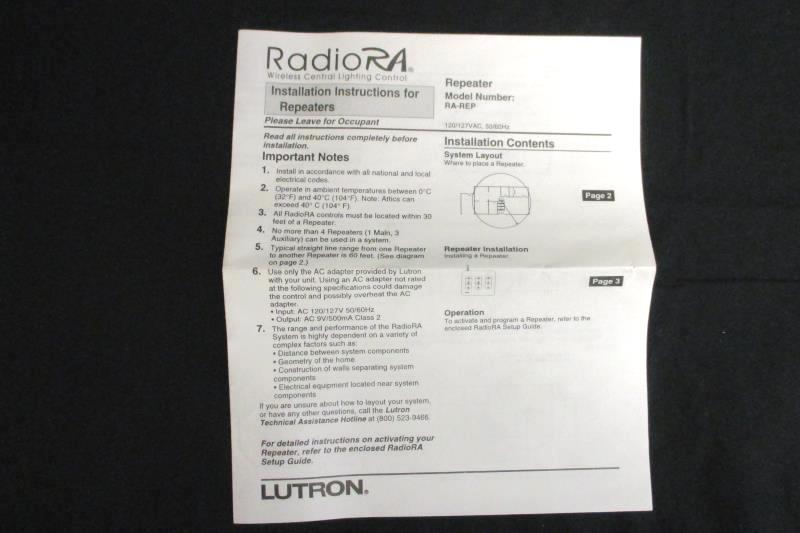 RadioRA®
Wireless Central Lighting Control
Installation Instructions for
Repeaters
Please Leave for Occupant
Read all instructions completely before
installation.
Important Notes
1. Install in accordance with all national and local
electrical codes.
2. Operate in ambient temperatures between 0°C
(32°F) and 40°C (104°F). Note: Attics can
exceed 40° C (104° F).
3. All RadioRA controls must be located within 30
feet of a Repeater.
4. No more than 4 Repeaters (1 Main, 3
Auxiliary) can be used in a system.
5. Typical straight line range from one Repeater
to another Repeater is 60 feet. (See diagram
on page 2.)
6. Use only the AC adapter provided by Lutron
with your unit. Using an AC adapter not rated
at the following specifications could damage
the control and possibly overheat the AC
adapter.
• Input: AC 120/127V 50/60Hz
• Output: AC 9V/500mA Class 2
7. The range and performance of the RadioRA
System is highly dependent on a variety of
complex factors such as:
• Distance between system components
• Geometry of the home
• Construction of walls separating system
components
• Electrical equipment located near system
components
If you are unsure about how to layout your system,
or have any other questions, call the Lutron
Technical Assistance Hotline at (800) 523-9466.
For detailed instructions on activating your
Repeater, refer to the enclosed RadioRA
Setup Guide.
LUTRON®
Repeater
Model Number:
RA-REP
120/127VAC, 50/60Hz
Installation Contents
System Layout
Where to place a Repeater.
Page 2
Repeater Installation
Installing a Repeater.
Page 3
Operation
To activate and program a Repeater, refer to the
enclosed RadioRA Setup Guide.